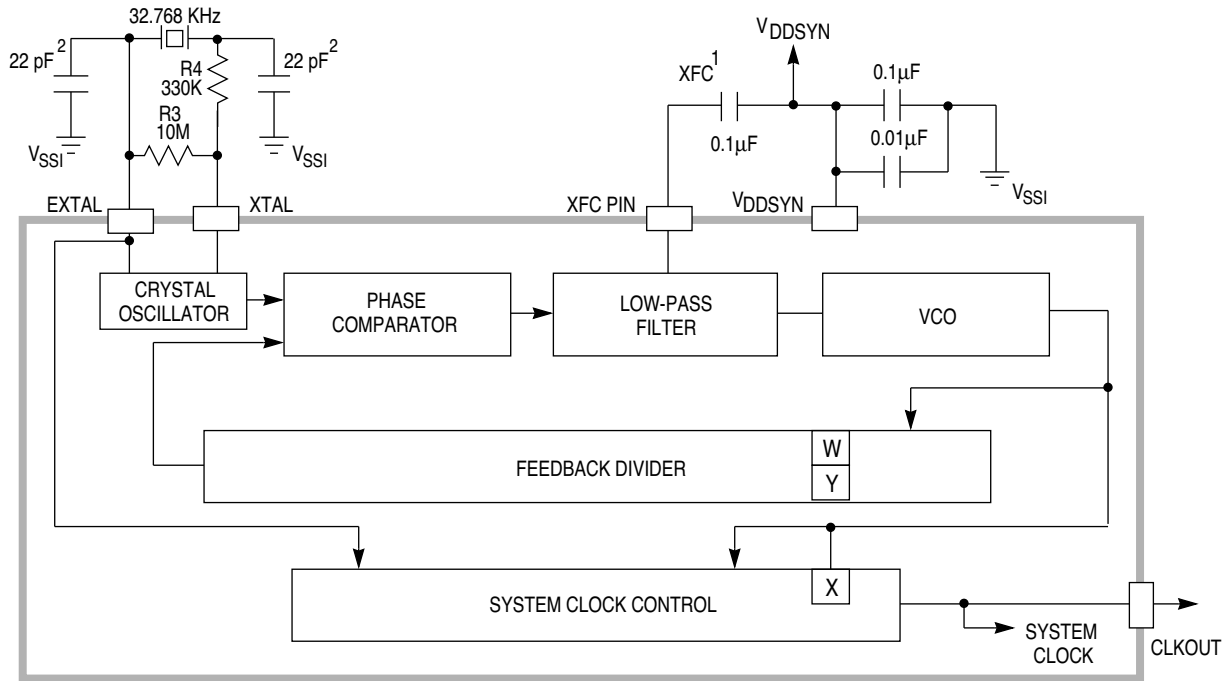 32.768 KHz
22 pF²
R4
330K
22 pF²
R3
10M
VSSI
VSSI
VDDSYN
XFC¹
0.1µF
0.1µF
0.01µF
VSSI
EXTAL
XTAL
XFC PIN
VDDSYN
CRYSTAL
OSCILLATOR
PHASE
COMPARATOR
LOW-PASS
FILTER
VCO
FEEDBACK DIVIDER
W
Y
SYSTEM CLOCK CONTROL
X
SYSTEM
CLOCK
CLKOUT